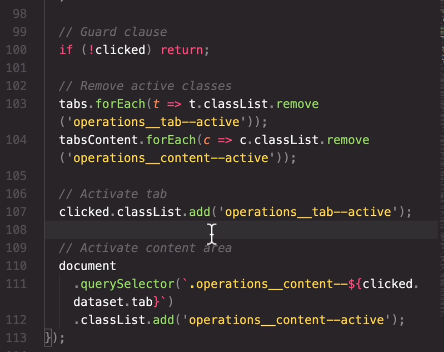 98
99 // Guard clause
100 if (!clicked) return;
101
102 // Remove active classes
103 tabs.forEach(t => t.classList.remove
('operations__tab--active'));
104 tabsContent.forEach(c => c.classList.remove
('operations__content--active'));
105
106 // Activate tab
107 clicked.classList.add('operations__tab--active');
108
109 // Activate content area
110 document
111 .querySelector(`.operations__content--${clicked.
dataset.tab}`)
112 .classList.add('operations__content--active');
113 });